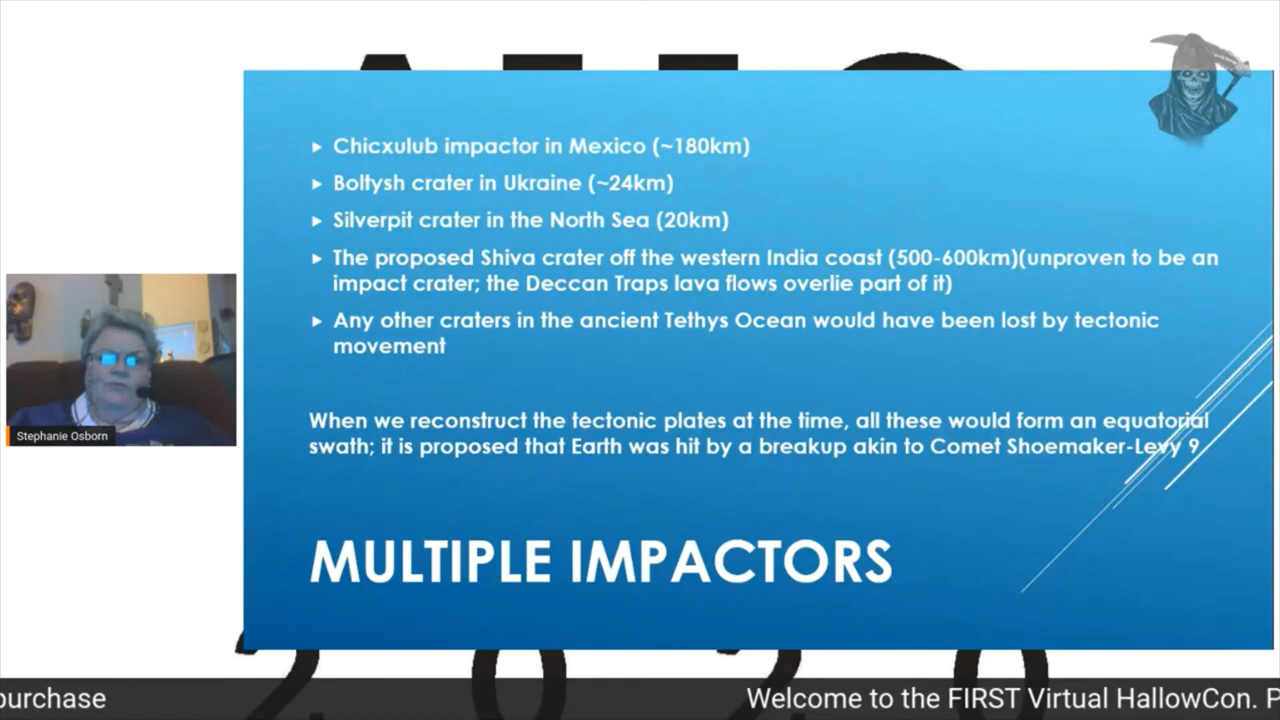 Chicxulub impactor in Mexico (~180km)
Boltysh crater in Ukraine (~24km)
Silverpit crater in the North Sea (20km)
The proposed Shiva crater off the western India coast (500-600km)(unproven to be an
impact crater; the Deccan Traps lava flows overlie part of it)
Any other craters in the ancient Tethys Ocean would have been lost by tectonic
movement
When we reconstruct the tectonic plates at the time, all these would form an equatorial
swath; it is proposed that Earth was hit by a breakup akin to Comet Shoemaker-Levy 9
MULTIPLE IMPACTORS
Stephanie Osborn
2020
purchase
Welcome to the FIRST Virtual HallowCon. P